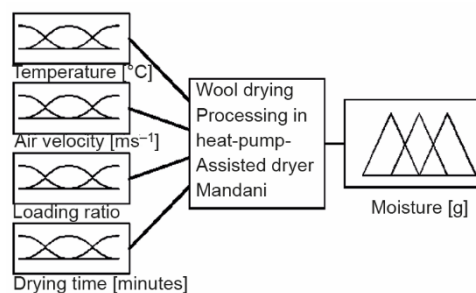 Temperature [°C]
Air velocity [ms⁻¹]
Loading ratio
Drying time [minutes]
Wool drying
Processing in
heat-pump-
Assisted dryer
Mandani
Moisture [g]